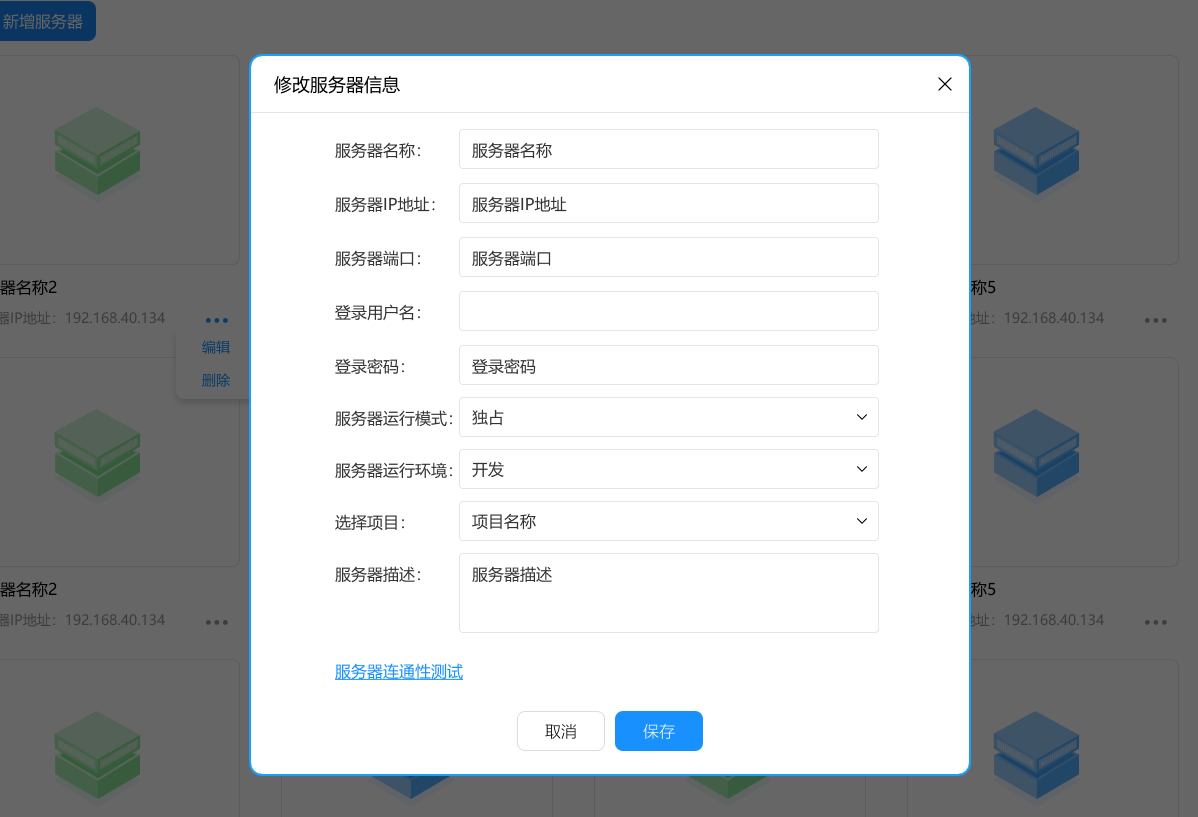 新增服务器
修改服务器信息
服务器名称： 服务器名称
服务器IP地址： 服务器IP地址
服务器端口： 服务器端口
登录用户名：
登录密码： 登录密码
服务器运行模式： 独占
服务器运行环境： 开发
选择项目： 项目名称
服务器描述： 服务器描述
服务器连通性测试
取消 保存
器名称2
器IP地址：192.168.40.134
编辑
删除
称5
地址：192.168.40.134
器名称2
器IP地址：192.168.40.134
称5
地址：192.168.40.134